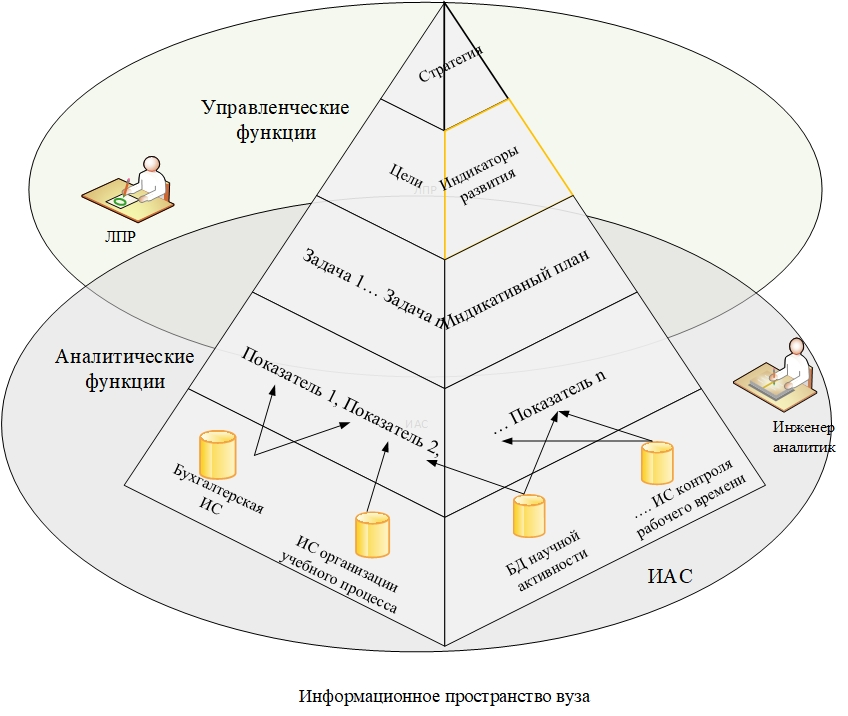 Стратегия
Управленческие
функции
Цели
Индикаторы
развития
ЛПР
ЛПР
Задача 1… Задача n
Индикативный план
Аналитические
функции
Показатель 1, Показатель 2,
… Показатель n
ИАС
Инженер
аналитик
Бухгалтерская
ИС
ИС организации
учебного процесса
БД научной
активности
…. ИС контроля
рабочего времени
ИАС
Информационное пространство вуза